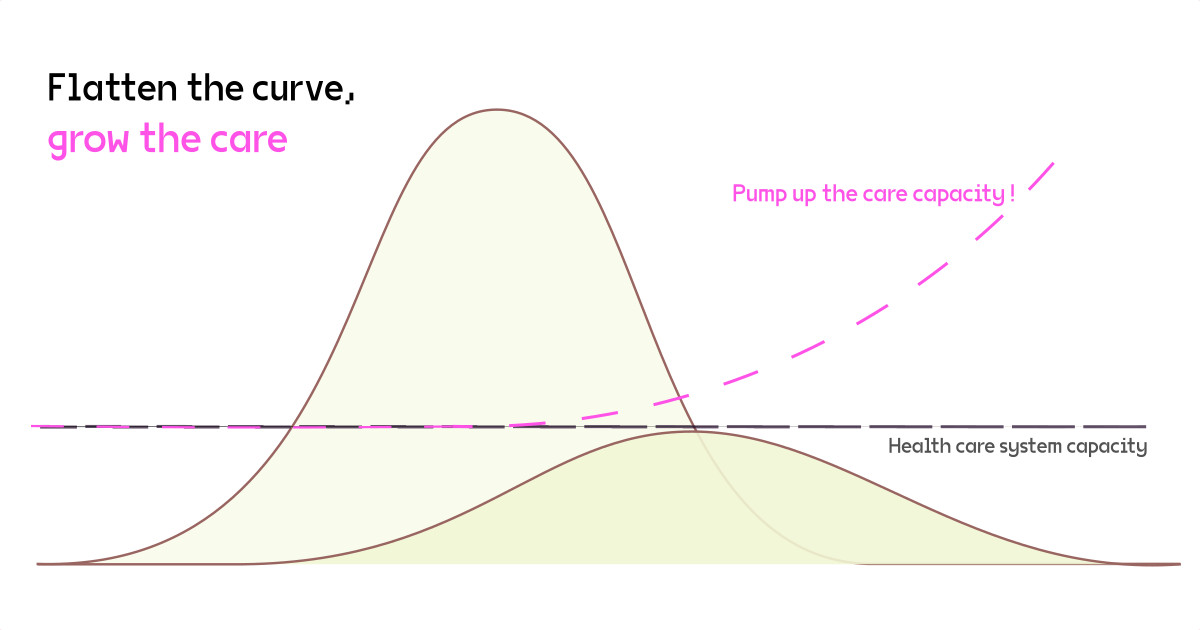 Flatten the curve,
grow the care
Pump up the care capacity !
Health care system capacity